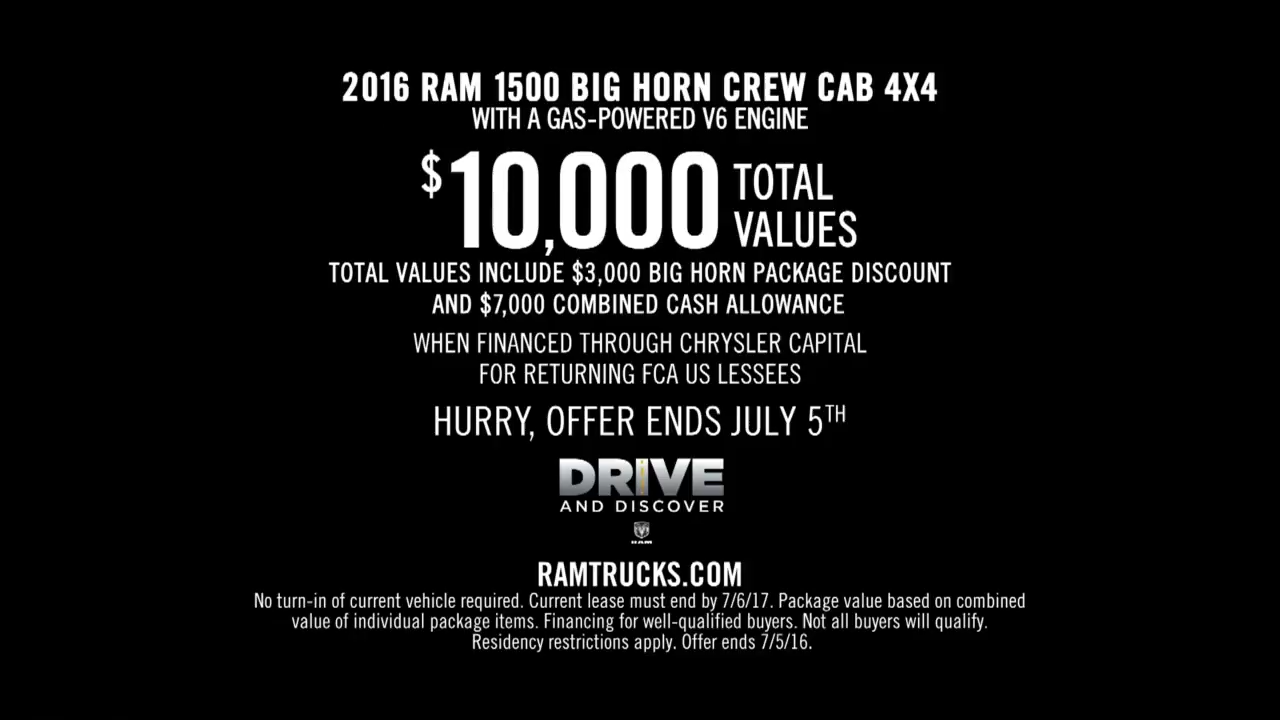 2016 RAM 1500 BIG HORN CREW CAB 4X4
WITH A GAS-POWERED V6 ENGINE
$10,000 TOTAL VALUES
TOTAL VALUES INCLUDE $3,000 BIG HORN PACKAGE DISCOUNT
AND $7,000 COMBINED CASH ALLOWANCE
WHEN FINANCED THROUGH CHRYSLER CAPITAL
FOR RETURNING FCA US LESSEES
HURRY, OFFER ENDS JULY 5TH
DRIVE
AND DISCOVER
RAM
RAMTRUCKS.COM
No turn-in of current vehicle required. Current lease must end by 7/6/17. Package value based on combined
value of individual package items. Financing for well-qualified buyers. Not all buyers will qualify.
Residency restrictions apply. Offer ends 7/5/16.